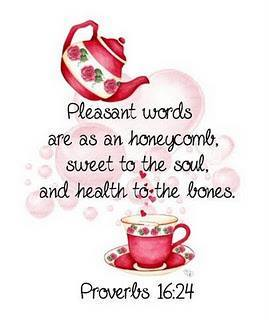 Pleasant words
are as an honeycomb,
sweet to the soul,
and health to the bones.
Proverbs 16:24